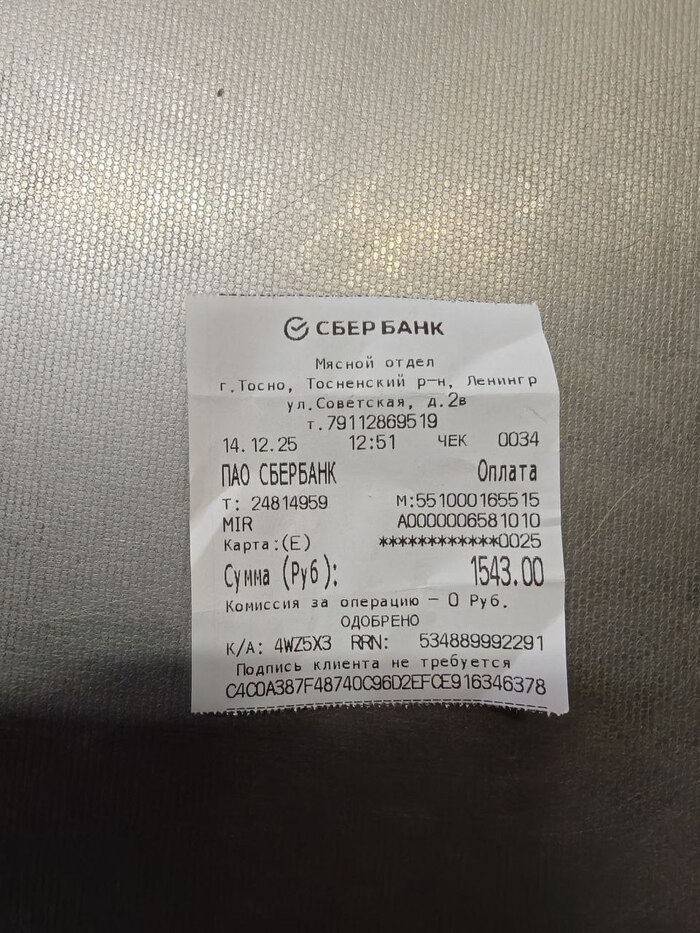 СБЕР БАНК
Мясной отдел
г.Тосно, Тосненский р-н, Ленингр
ул.Советская, д.2в
т.79112869519
14.12.25 12:51 ЧЕК 0034
ПАО СБЕРБАНК Оплата
Т: 24814959 М:551000165515
MIR A0000006581010
Карта:(E) ************0025
Сумма (Руб): 1543.00
Комиссия за операцию – 0 Руб.
ОДОБРЕНО
К/А: 4WZ5X3 RRN: 534889992291
Подпись клиента не требуется
C4C0A387F48740C96D2EFCE916346378